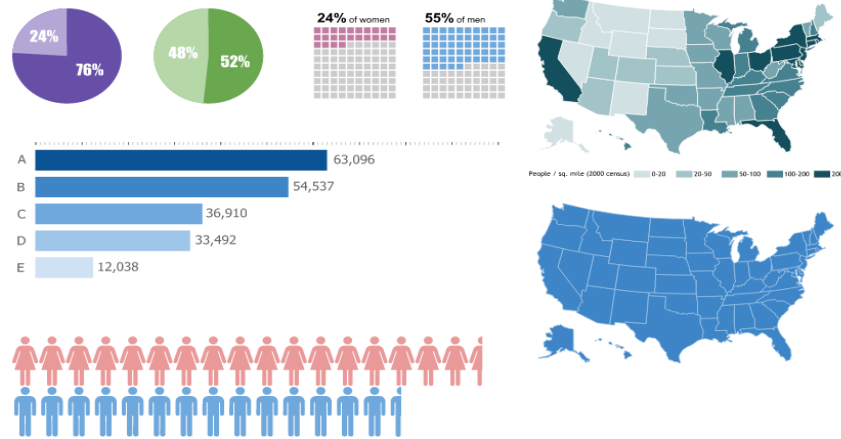 24%
76%
48%
52%
24% of women
55% of men
A 63,096
B 54,537
C 36,910
D 33,492
E 12,038
People / sq. mile (2000 census) 0-20 20-50 50-100 100-200 200